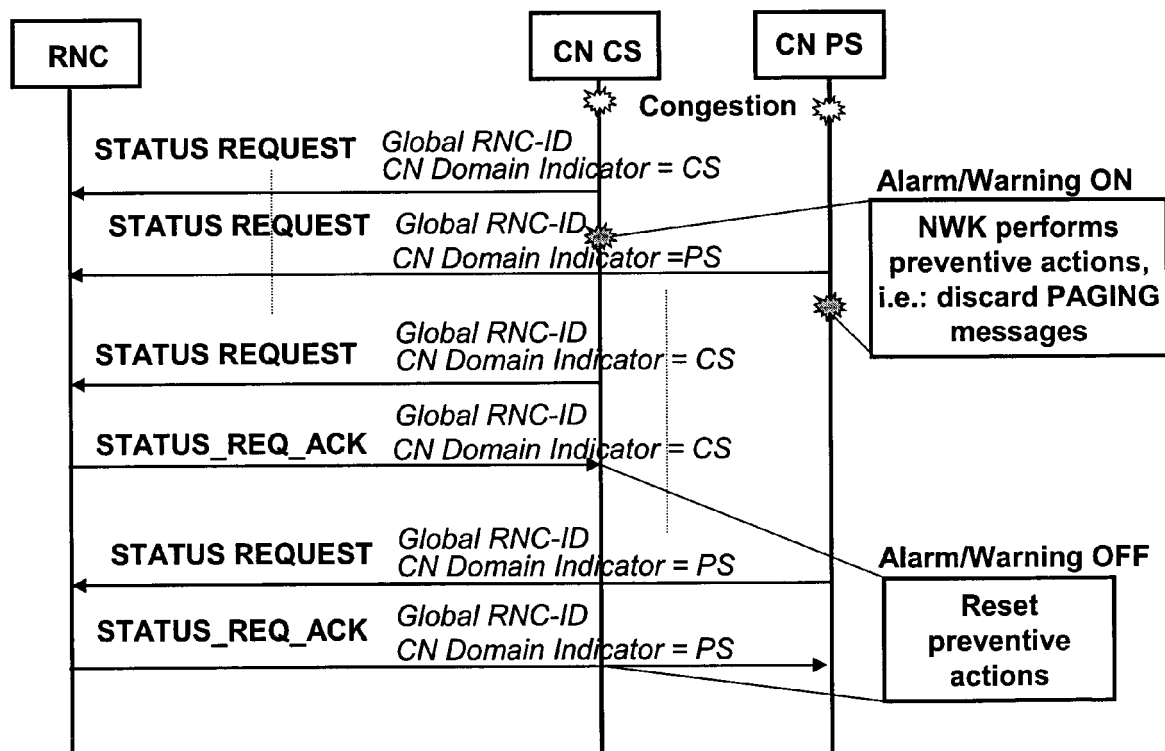 RNC
CN CS
CN PS
Congestion
STATUS REQUEST
Global RNC-ID
CN Domain Indicator = CS
Alarm/Warning ON
STATUS REQUEST
Global RNC-ID
CN Domain Indicator =PS
NWK performs
preventive actions,
i.e.: discard PAGING
messages
STATUS REQUEST
Global RNC-ID
CN Domain Indicator = CS
STATUS_REQ_ACK
Global RNC-ID
CN Domain Indicator = CS
STATUS REQUEST
Global RNC-ID
CN Domain Indicator = PS
Alarm/Warning OFF
STATUS_REQ_ACK
Global RNC-ID
CN Domain Indicator = PS
Reset
preventive
actions